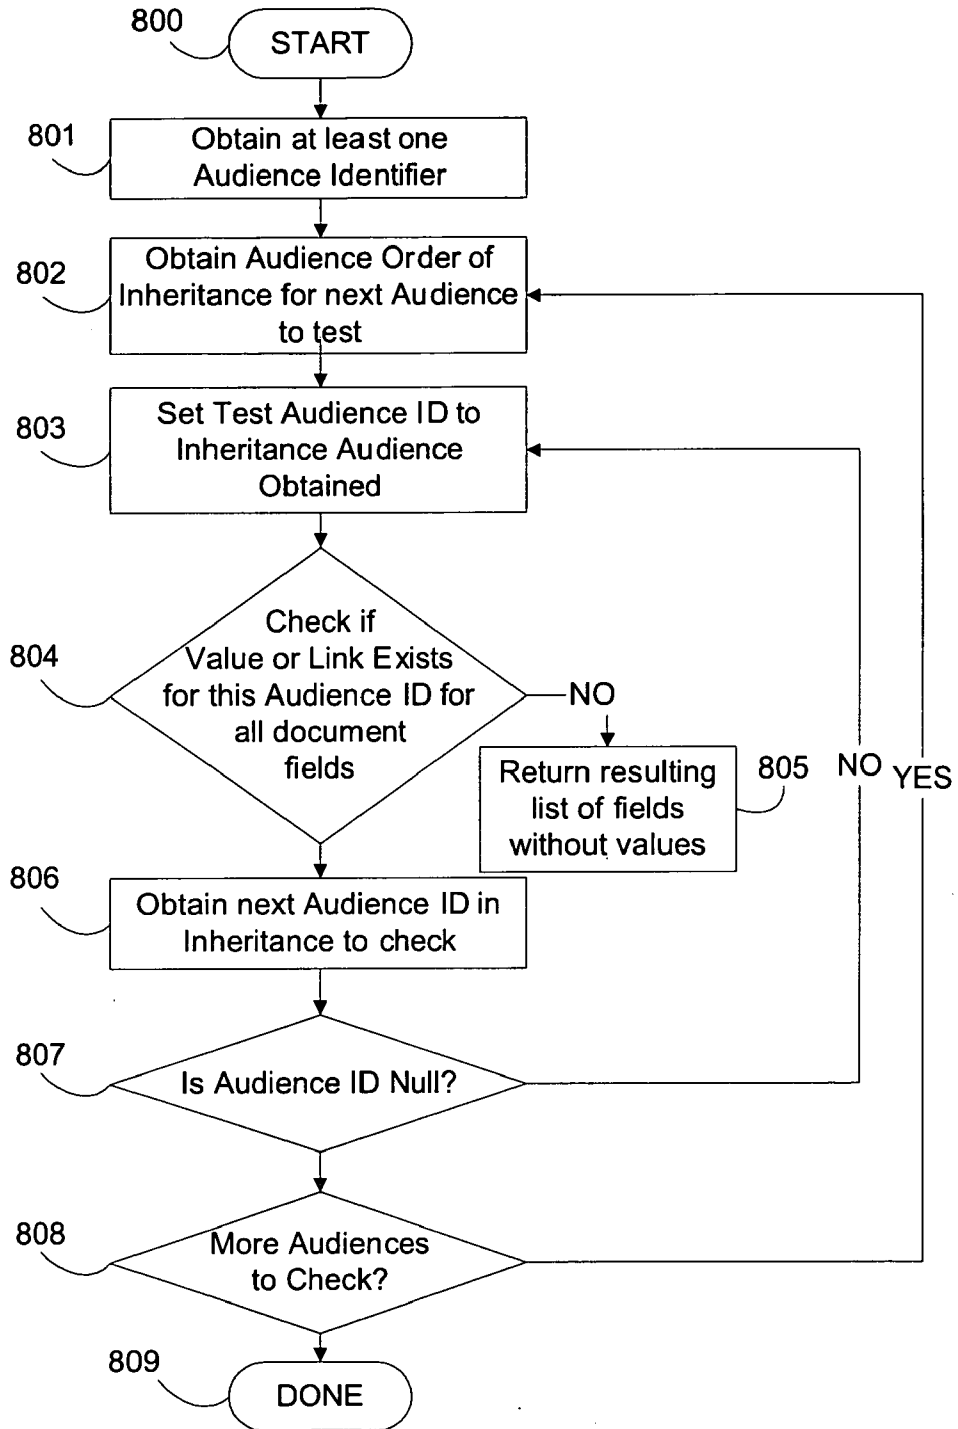 800
START
801
Obtain at least one
Audience Identifier
802
Obtain Audience Order of
Inheritance for next Audience
to test
803
Set Test Audience ID to
Inheritance Audience
Obtained
804
Check if
Value or Link Exists
for this Audience ID for
all document
fields
NO
805
Return resulting
list of fields
without values
NO
YES
806
Obtain next Audience ID in
Inheritance to check
807
Is Audience ID Null?
808
More Audiences
to Check?
809
DONE